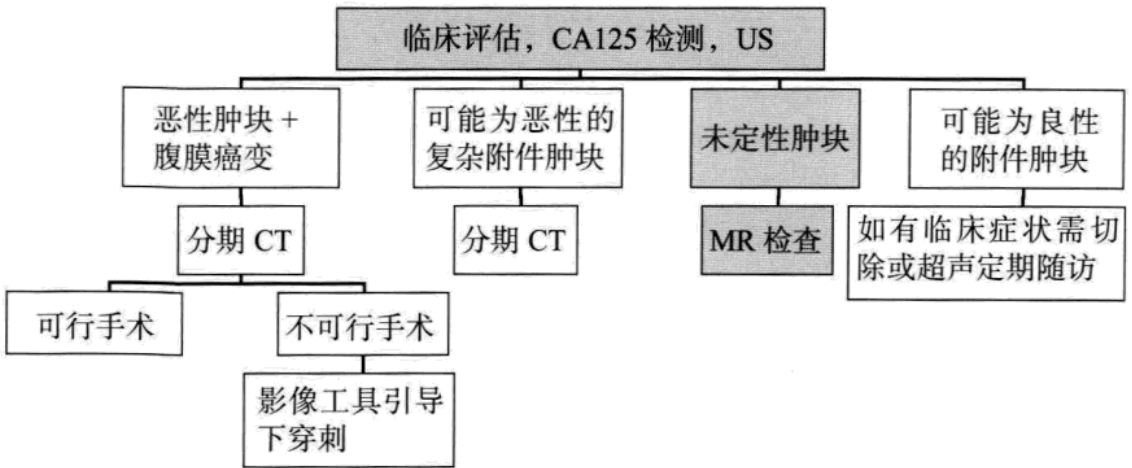 临床评估，CA125 检测，US
恶性肿块 +
腹膜癌变
可能为恶性的
复杂附件肿块
未定性肿块
可能为良性
的附件肿块
分期 CT
分期 CT
MR 检查
如有临床症状需切
除或超声定期随访
可行手术
不可行手术
影像工具引导
下穿刺